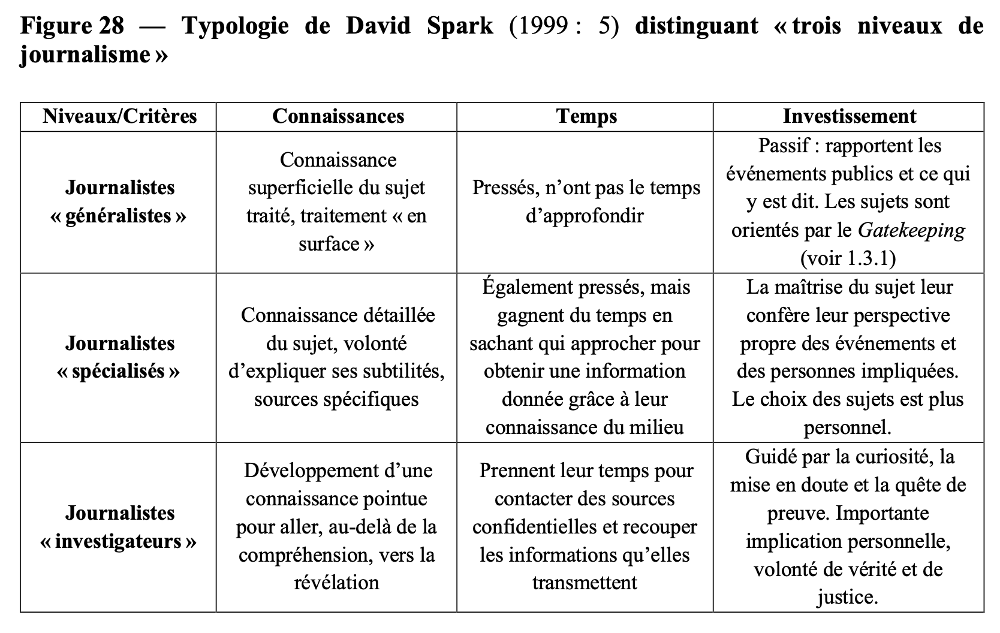 Figure 28 — Typologie de David Spark (1999 : 5) distinguant « trois niveaux de
journalisme »
Niveaux/Critères
Connaissances
Temps
Investissement
Journalistes
« généralistes »
Connaissance
superficielle du sujet
traité, traitement « en
surface »
Pressés, n’ont pas le temps
d’approfondir
Passif : rapportent les
événements publics et ce qui
y est dit. Les sujets sont
orientés par le Gatekeeping
(voir 1.3.1)
Journalistes
« spécialisés »
Connaissance détaillée
du sujet, volonté
d’expliquer ses subtilités,
sources spécifiques
Également pressés, mais
gagnent du temps en
sachant qui approcher pour
obtenir une information
donnée grâce à leur
connaissance du milieu
La maîtrise du sujet leur
confère leur perspective
propre des événements et
des personnes impliquées.
Le choix des sujets est plus
personnel.
Journalistes
« investigateurs »
Développement d’une
connaissance pointue
pour aller, au-delà de la
compréhension, vers la
révélation
Prennent leur temps pour
contacter des sources
confidentielles et recouper
les informations qu’elles
transmettent
Guidé par la curiosité, la
mise en doute et la quête de
preuve. Importante
implication personnelle,
volonté de vérité et de
justice.